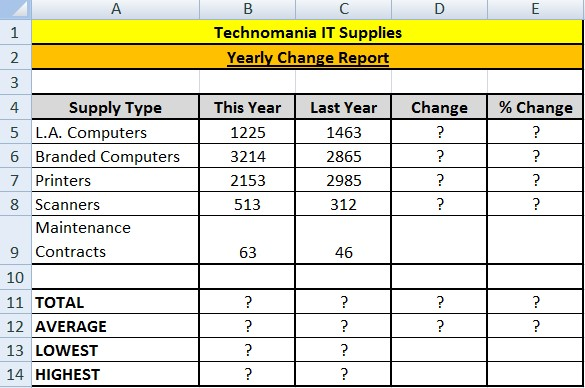 A B C D E
1 Technomania IT Supplies
2 Yearly Change Report
3
4 Supply Type This Year Last Year Change % Change
5 L.A. Computers 1225 1463 ? ?
6 Branded Computers 3214 2865 ? ?
7 Printers 2153 2985 ? ?
8 Scanners 513 312 ? ?
Maintenance
9 Contracts 63 46
10
11 TOTAL ? ? ? ?
12 AVERAGE ? ? ? ?
13 LOWEST ? ?
14 HIGHEST ? ?